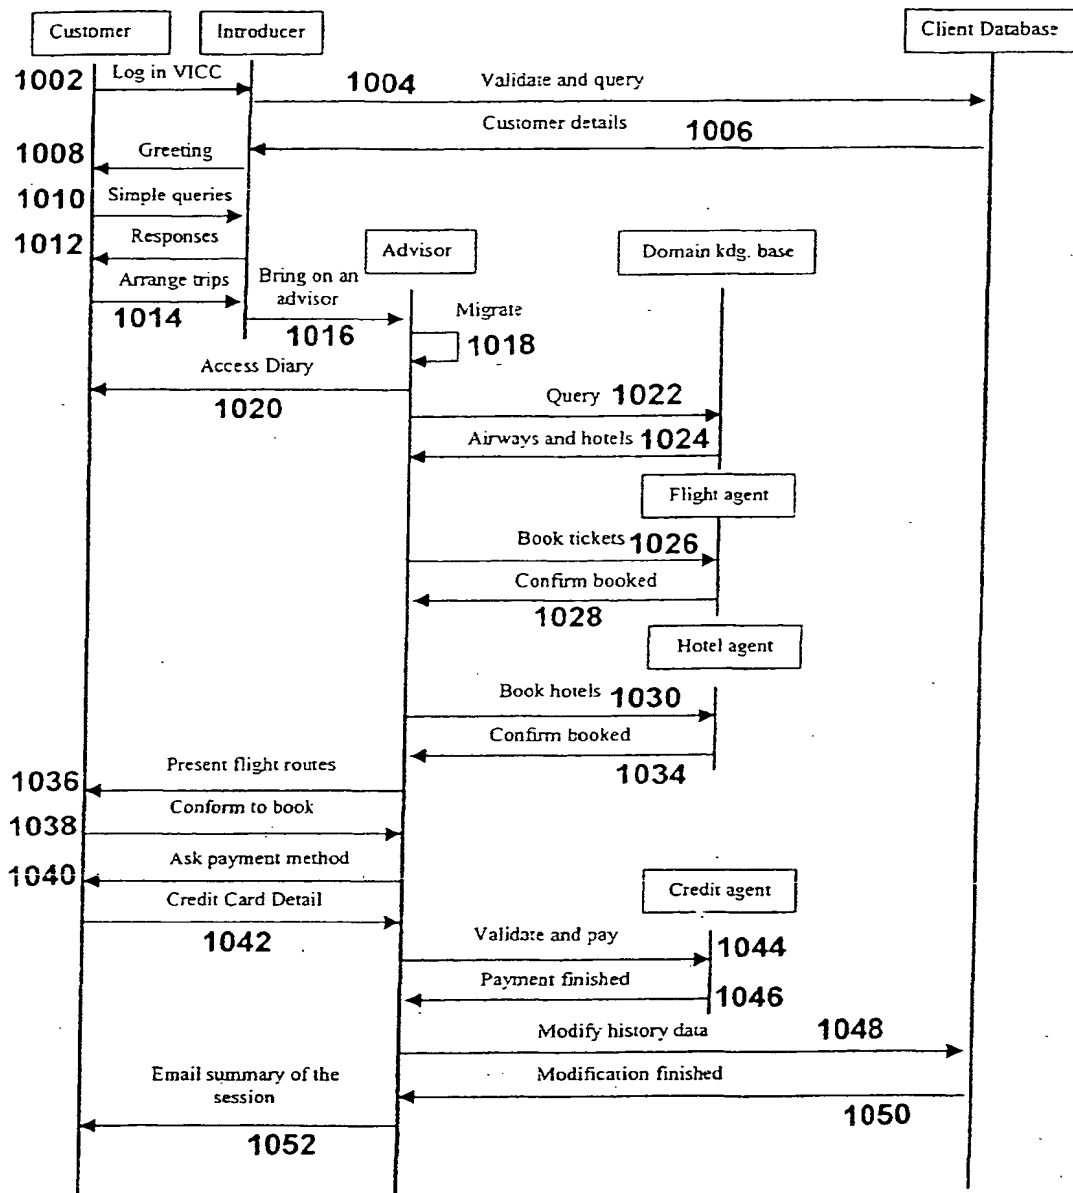 Customer
Introducer
Client Database
1002
Log in VICC
1004
Validate and query
Customer details
1006
1008
Greeting
1010
Simple queries
1012
Responses
Advisor
Domain kdg. base
Arrange trips
1014
Bring on an
advisor
1016
Migrate
1018
Access Diary
1020
Query
1022
Airways and hotels
1024
Flight agent
Book tickets
1026
Confirm booked
1028
Hotel agent
Book hotels
1030
Confirm booked
1034
1036
Present flight routes
1038
Conform to book
1040
Ask payment method
Credit agent
Credit Card Detail
1042
Validate and pay
1044
Payment finished
1046
Modify history data
1048
Email summary of the
session
Modification finished
1050
1052